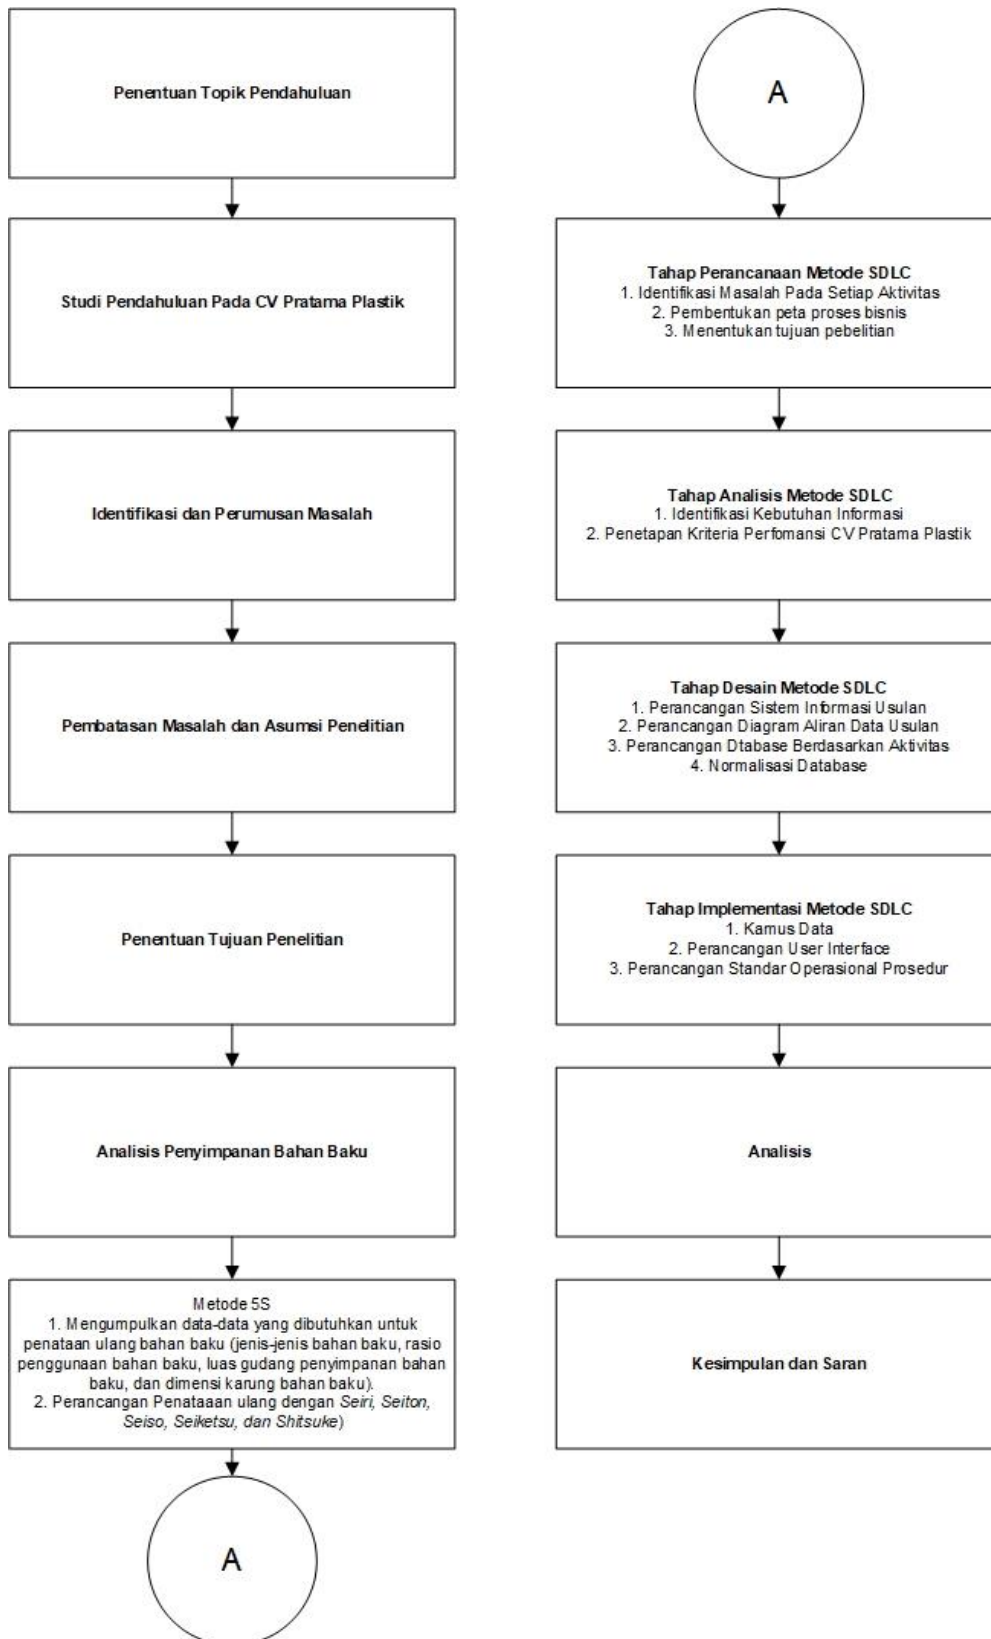 Penentuan Topik Pendahuluan
Studi Pendahuluan Pada CV Pratama Plastik
Identifikasi dan Perumusan Masalah
Pembatasan Masalah dan Asumsi Penelitian
Penentuan Tujuan Penelitian
Analisis Penyimpanan Bahan Baku
Metode 5S
1. Mengumpulkan data-data yang dibutuhkan untuk
penataan ulang bahan baku (jenis-jenis bahan baku, rasio
penggunaan bahan baku, luas gudang penyimpanan bahan
baku, dan dimensi karung bahan baku).
2. Perancangan Penataaan ulang dengan Seiri, Seiton,
Seiso, Seiketsu, dan Shitsuke)
A
A
Tahap Perancanaan Metode SDLC
1. Identifikasi Masalah Pada Setiap Aktivitas
2. Pembentukan peta proses bisnis
3. Menentukan tujuan pebelitian
Tahap Analisis Metode SDLC
1. Identifikasi Kebutuhan Informasi
2. Penetapan Kriteria Perfomansi CV Pratama Plastik
Tahap Desain Metode SDLC
1. Perancangan Sistem Informasi Usulan
2. Perancangan Diagram Aliran Data Usulan
3. Perancangan Dtabase Berdasarkan Aktivitas
4. Normalisasi Database
Tahap Implementasi Metode SDLC
1. Kamus Data
2. Perancangan User Interface
3. Perancangan Standar Operasional Prosedur
Analisis
Kesimpulan dan Saran